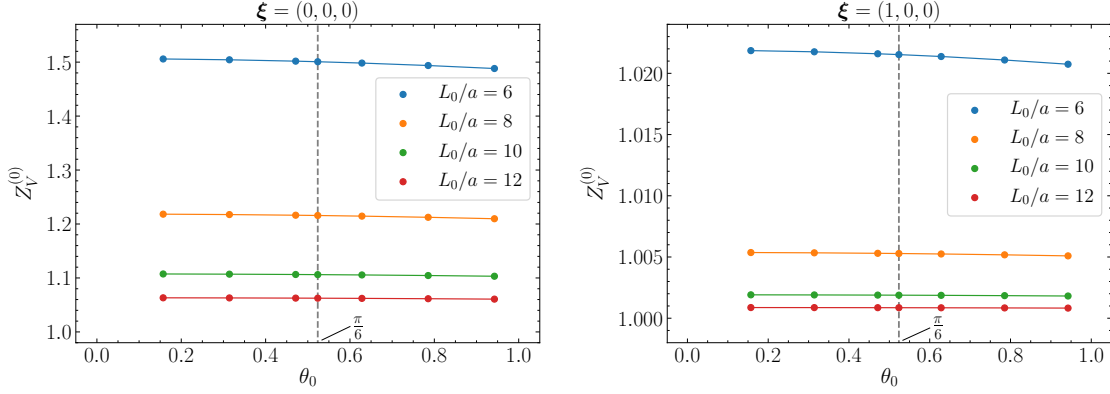 ξ = (0, 0, 0)
Z_V^{(0)}
1.5
1.4
1.3
1.2
1.1
1.0
L_0/a = 6
L_0/a = 8
L_0/a = 10
L_0/a = 12
π/6
0.0 0.2 0.4 0.6 0.8 1.0
θ_0
ξ = (1, 0, 0)
Z_V^{(0)}
1.020
1.015
1.010
1.005
1.000
L_0/a = 6
L_0/a = 8
L_0/a = 10
L_0/a = 12
π/6
0.0 0.2 0.4 0.6 0.8 1.0
θ_0